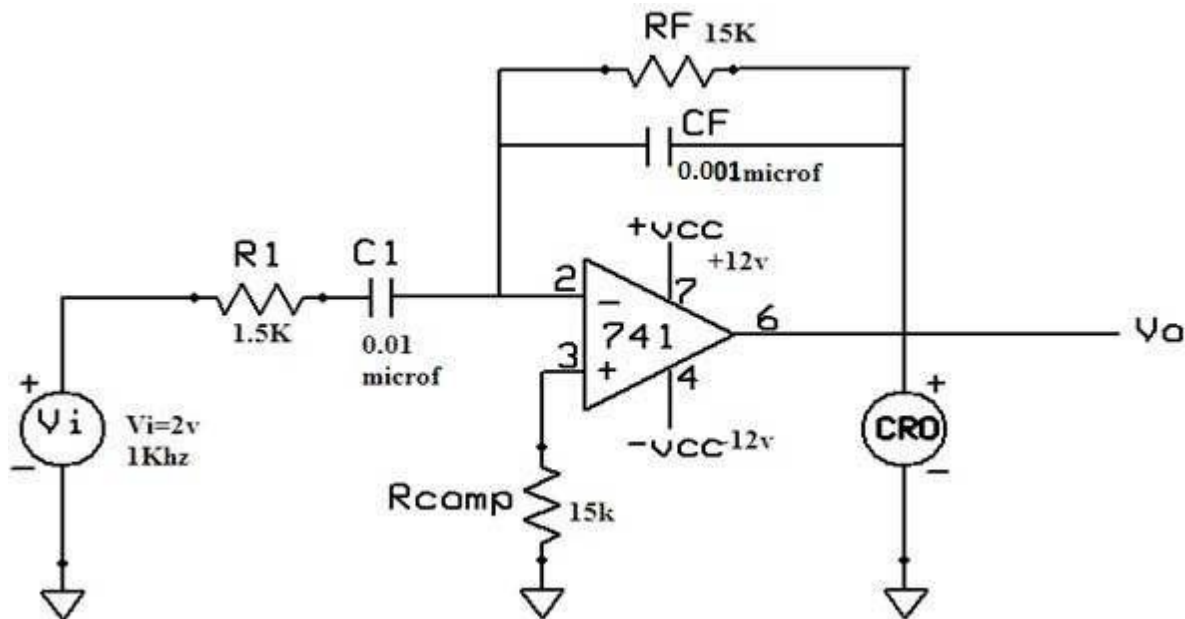 RF 15K
CF
0.001microf
+vcc
+12v
R1
C1
1.5K
0.01
microf
2
-
7
741
6
Vo
3
+
4
-vcc -12v
+
Vi
-
Vi=2v
1Khz
Rcomp
15k
+
CRO
-